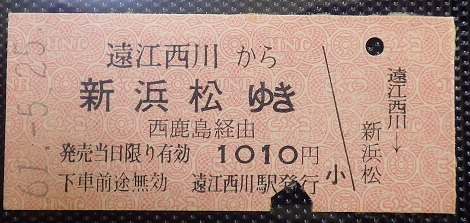 61.-5.25.
遠江西川 から
新浜松 ゆき
西鹿島経由
発売当日限り有効 1010円
下車前途無効 遠江西川駅発行
小
遠江西川→新浜松